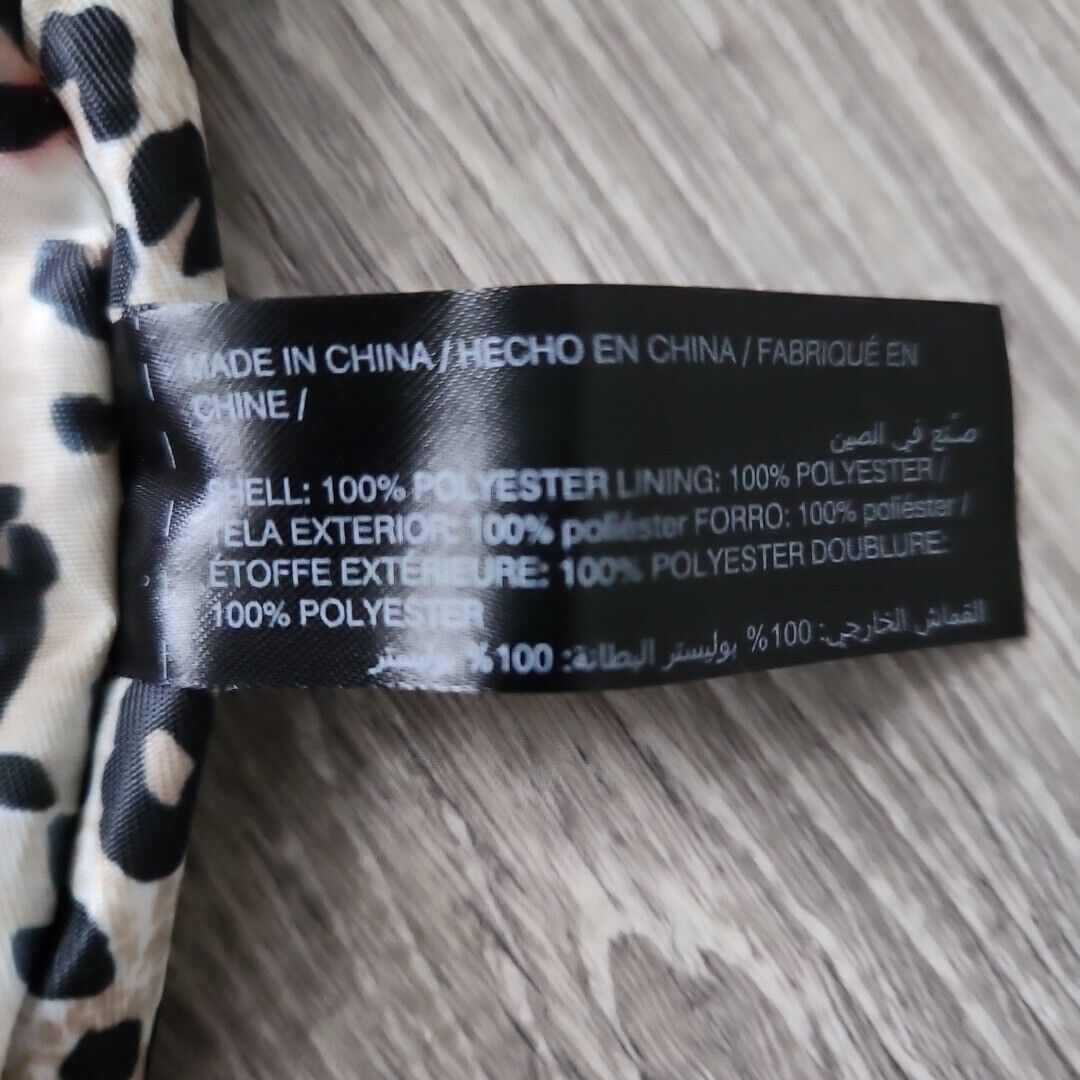 MADE IN CHINA / HECHO EN CHINA / FABRIQUÉ EN
CHINE /
صنع في الصين
SHELL: 100% POLYESTER LINING: 100% POLYESTER /
TELA EXTERIOR: 100% poliéster FORRO: 100% poliéster /
ÉTOFFE EXTÉRIEURE: 100% POLYESTER DOUBLURE:
100% POLYESTER
القماش الخارجي: 100% بوليستر البطانة: 100% بوليستر